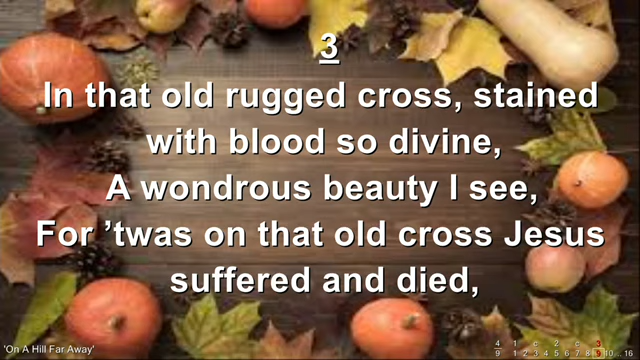 3
In that old rugged cross, stained
with blood so divine,
A wondrous beauty I see,
For ’twas on that old cross Jesus
suffered and died,
'On A Hill Far Away'
4 1 c 2 c 3
9 1 2 3 4 5 6 7 8 9 10... 16